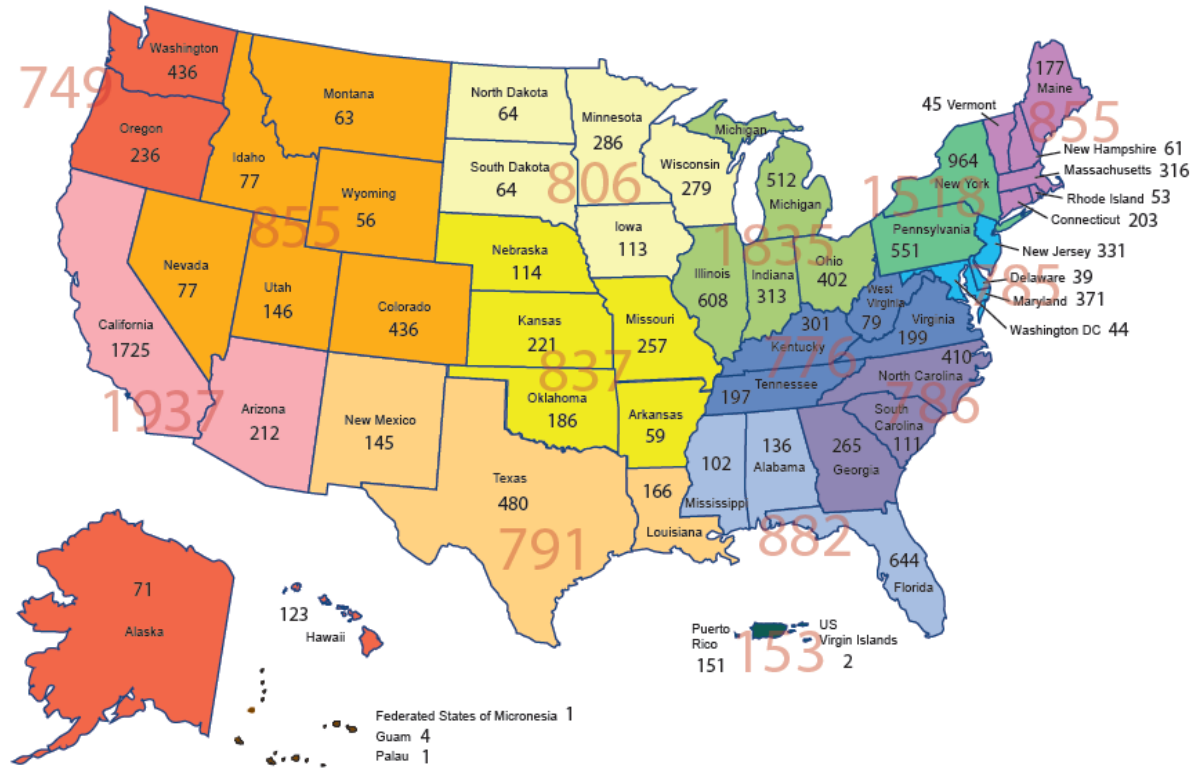 Washington
436
749
Oregon
236
Montana
63
Idaho
77
Wyoming
56
855
Nevada
77
Utah
146
Colorado
436
California
1725
1937
Arizona
212
New Mexico
145
North Dakota
64
South Dakota
64
Minnesota
286
806
Wisconsin
279
Iowa
113
Nebraska
114
Kansas
221
Missouri
257
837
Oklahoma
186
Arkansas
59
Texas
480
791
166
Louisiana
Michigan
512
Michigan
1835
Illinois
608
Indiana
313
Ohio
402
301
Kentucky
776
West
Virginia
79
Virginia
199
197
Tennessee
410
North Carolina
786
South
Carolina
111
265
Georgia
102
Mississippi
136
Alabama
882
644
Florida
964
New York
1518
Pennsylvania
551
177
Maine
855
45 Vermont
New Hampshire 61
Massachusetts 316
Rhode Island 53
Connecticut 203
New Jersey 331
785
Delaware 39
Maryland 371
Washington DC 44
71
Alaska
123
Hawaii
Federated States of Micronesia 1
Guam 4
Palau 1
Puerto
Rico
151
153
US
Virgin Islands
2